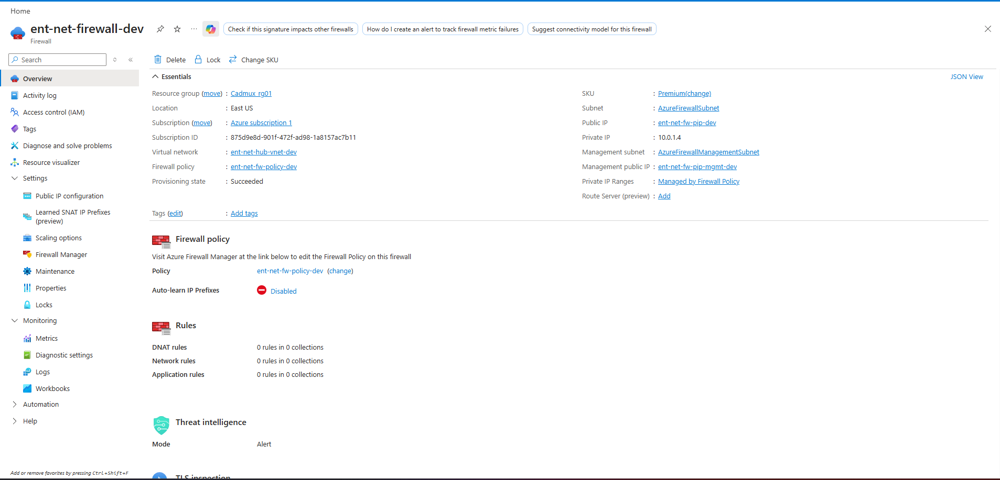 Home
ent-net-firewall-dev
Firewall
Check if this signature impacts other firewalls
How do I create an alert to track firewall metric failures
Suggest connectivity model for this firewall
Search
Overview
Activity log
Access control (IAM)
Tags
Diagnose and solve problems
Resource visualizer
Settings
Public IP configuration
Learned SNAT IP Prefixes
(preview)
Scaling options
Firewall Manager
Maintenance
Properties
Locks
Monitoring
Metrics
Diagnostic settings
Logs
Workbooks
Automation
Help
Add or remove favorites by pressing Ctrl+Shift+F
Delete Lock Change SKU
Essentials
JSON View
Resource group (move) : Cadmux_rg01
Location : East US
Subscription (move) : Azure subscription 1
Subscription ID : 875d9e8d-901f-472f-ad98-1a8157ac7b11
Virtual network : ent-net-hub-vnet-dev
Firewall policy : ent-net-fw-policy-dev
Provisioning state : Succeeded
SKU : Premium(change)
Subnet : AzureFirewallSubnet
Public IP : ent-net-fw-pip-dev
Private IP : 10.0.1.4
Management subnet : AzureFirewallManagementSubnet
Management public IP : ent-net-fw-pip-mgmt-dev
Private IP Ranges : Managed by Firewall Policy
Route Server (preview) : Add
Tags (edit) : Add tags
Firewall policy
Visit Azure Firewall Manager at the link below to edit the Firewall Policy on this firewall
Policy ent-net-fw-policy-dev (change)
Auto-learn IP Prefixes Disabled
Rules
DNAT rules 0 rules in 0 collections
Network rules 0 rules in 0 collections
Application rules 0 rules in 0 collections
Threat intelligence
Mode Alert
TLS inspection